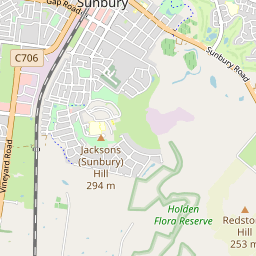 Sunbury
Gap Road
C706
Sunbury Road
Vineyard Road
Jacksons
(Sunbury)
Hill
294 m
Holden
Flora Reserve
Redsto
Hill
253 m